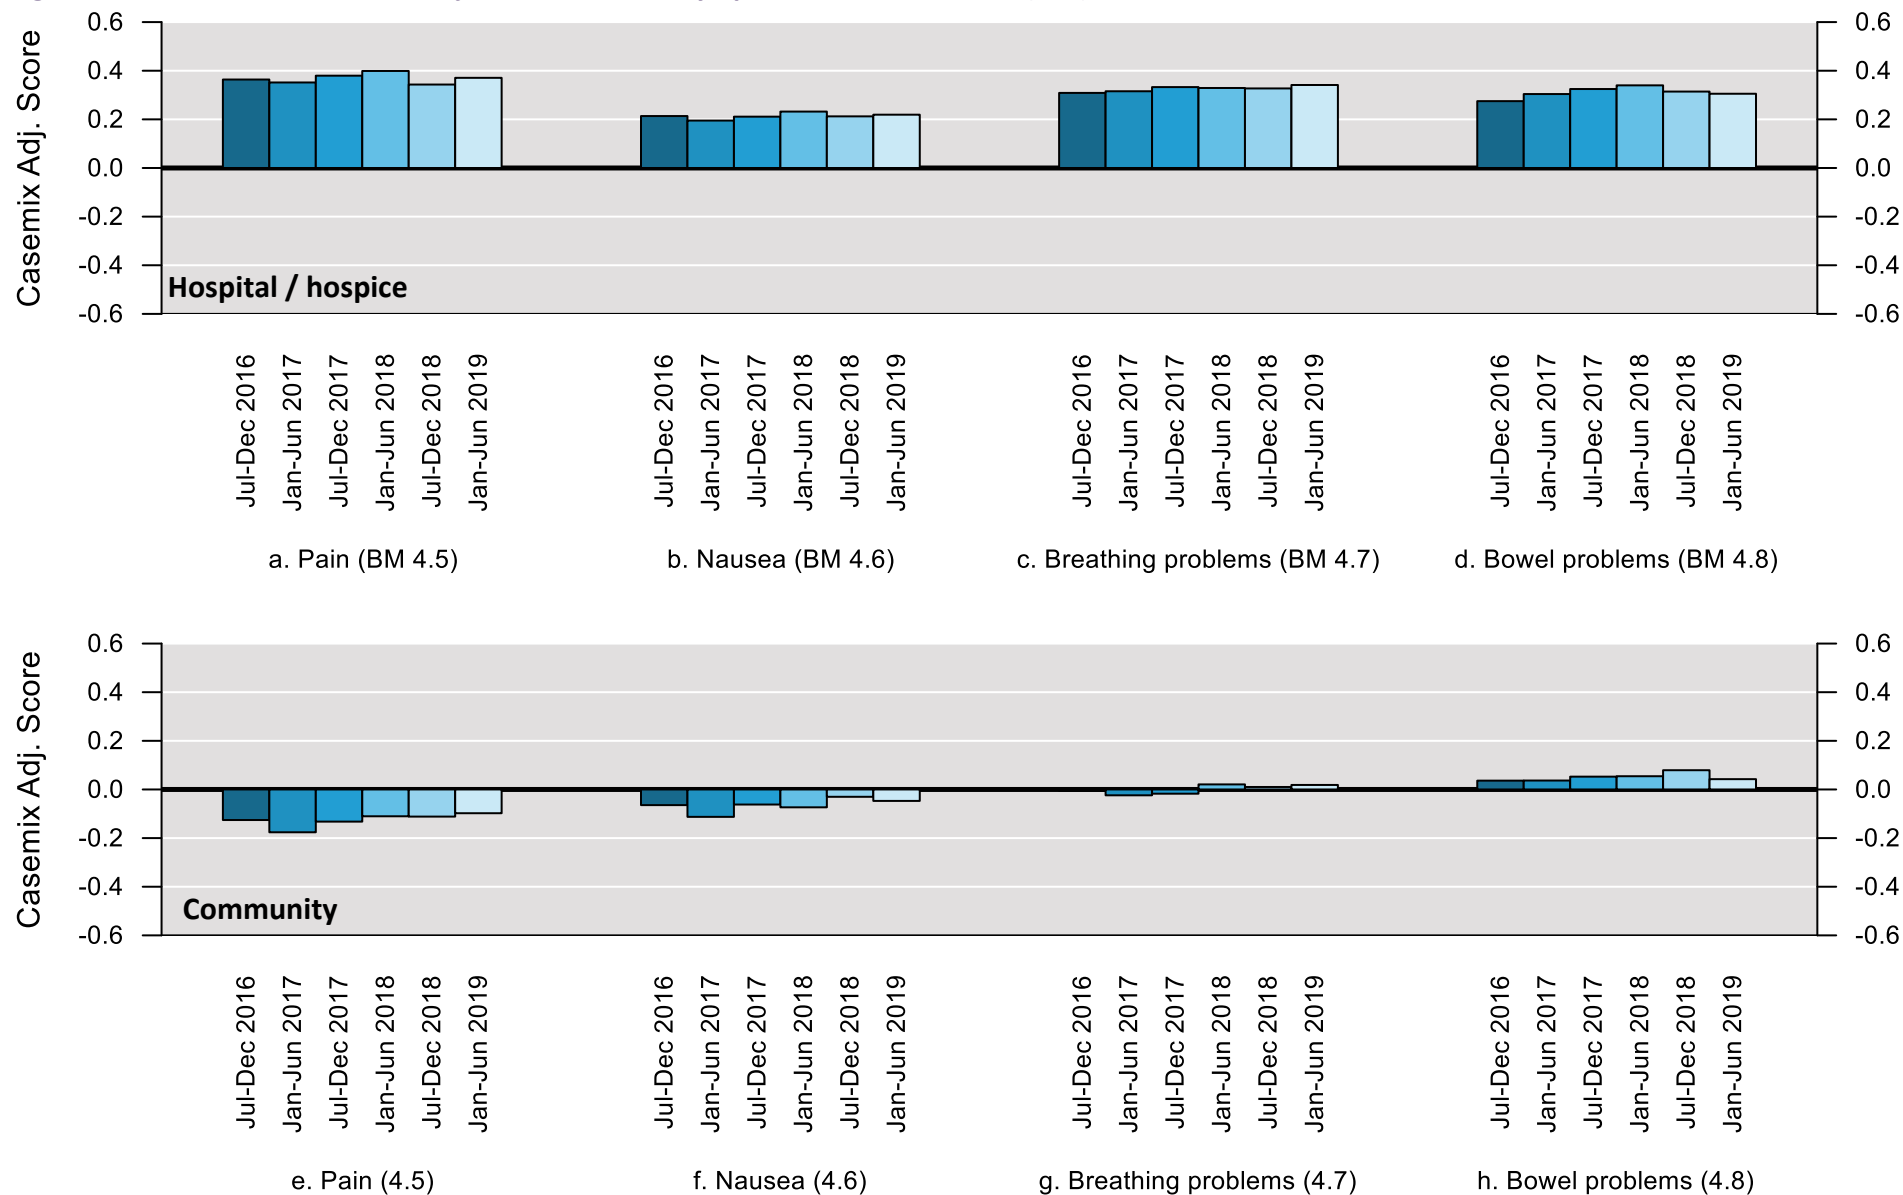 0.6 0.6
0.4 0.4
0.2 0.2
0.0 0.0
-0.2 -0.2
-0.4 -0.4
-0.6 -0.6
Casemix Adj. Score
Hospital / hospice
Jul-Dec 2016 Jan-Jun 2017 Jul-Dec 2017 Jan-Jun 2018 Jul-Dec 2018 Jan-Jun 2019
Jul-Dec 2016 Jan-Jun 2017 Jul-Dec 2017 Jan-Jun 2018 Jul-Dec 2018 Jan-Jun 2019
Jul-Dec 2016 Jan-Jun 2017 Jul-Dec 2017 Jan-Jun 2018 Jul-Dec 2018 Jan-Jun 2019
Jul-Dec 2016 Jan-Jun 2017 Jul-Dec 2017 Jan-Jun 2018 Jul-Dec 2018 Jan-Jun 2019
a. Pain (BM 4.5)
b. Nausea (BM 4.6)
c. Breathing problems (BM 4.7)
d. Bowel problems (BM 4.8)
0.6 0.6
0.4 0.4
0.2 0.2
0.0 0.0
-0.2 -0.2
-0.4 -0.4
-0.6 -0.6
Casemix Adj. Score
Community
Jul-Dec 2016 Jan-Jun 2017 Jul-Dec 2017 Jan-Jun 2018 Jul-Dec 2018 Jan-Jun 2019
Jul-Dec 2016 Jan-Jun 2017 Jul-Dec 2017 Jan-Jun 2018 Jul-Dec 2018 Jan-Jun 2019
Jul-Dec 2016 Jan-Jun 2017 Jul-Dec 2017 Jan-Jun 2018 Jul-Dec 2018 Jan-Jun 2019
Jul-Dec 2016 Jan-Jun 2017 Jul-Dec 2017 Jan-Jun 2018 Jul-Dec 2018 Jan-Jun 2019
e. Pain (4.5)
f. Nausea (4.6)
g. Breathing problems (4.7)
h. Bowel problems (4.8)